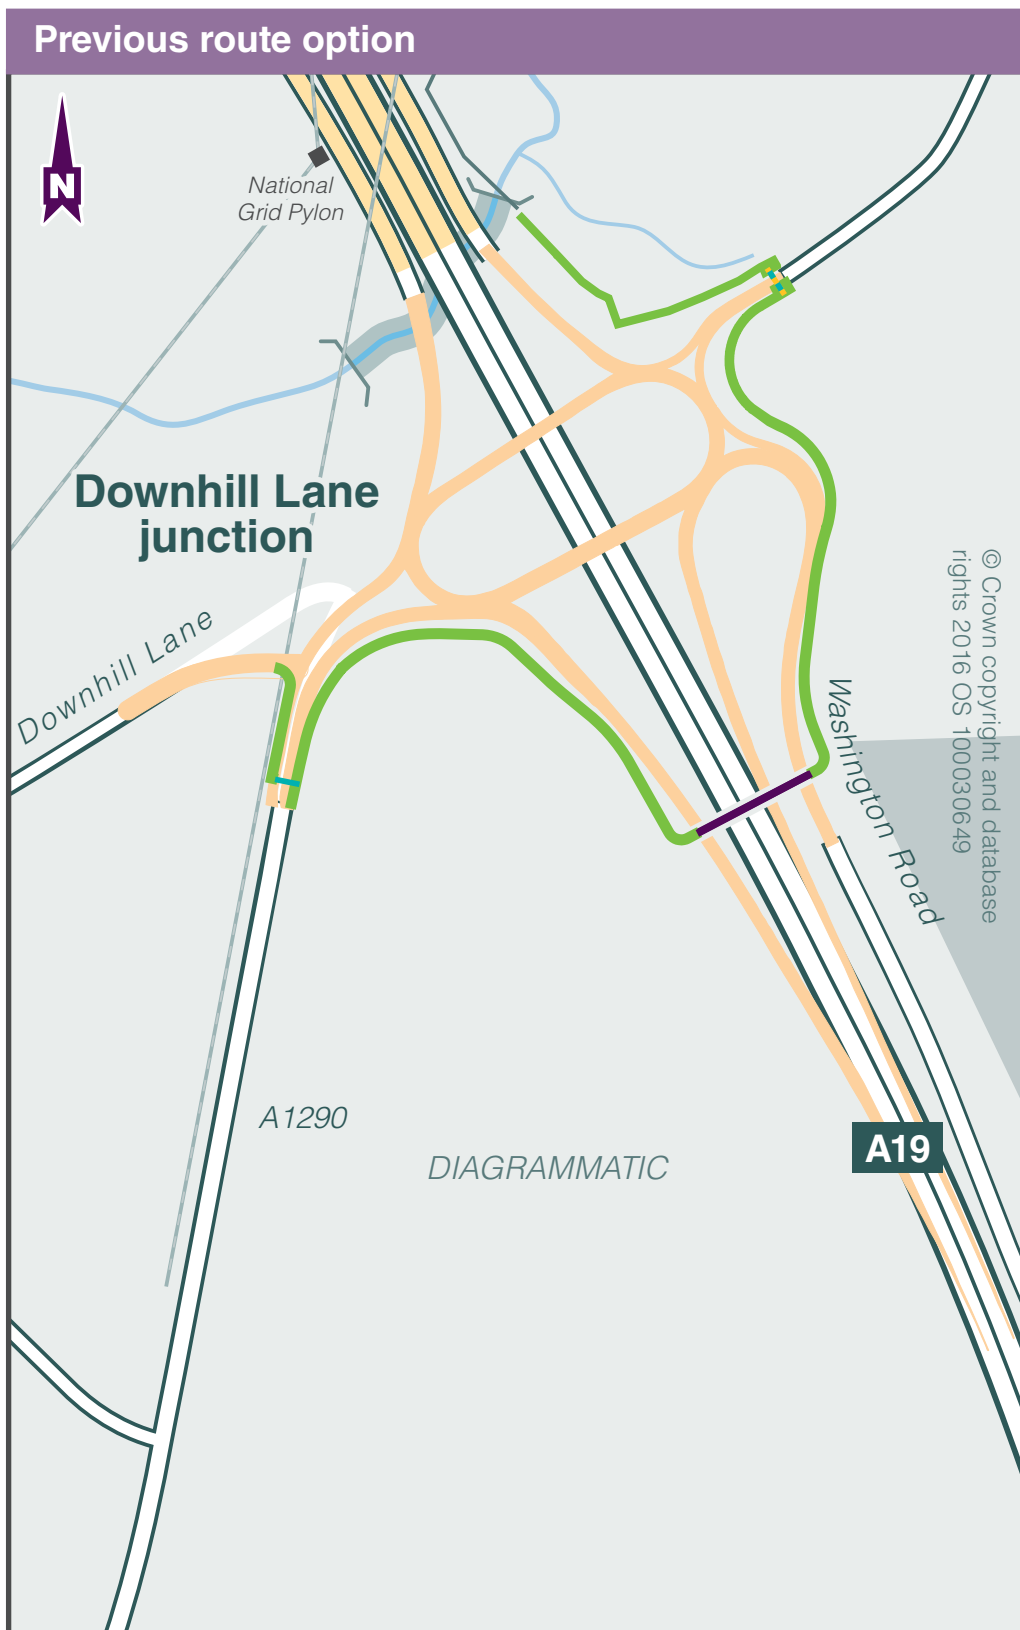 Previous route option
N
National
Grid Pylon
Downhill Lane
junction
Downhill Lane
© Crown copyright and database
rights 2016 OS 100030649
Washington Road
A1290
DIAGRAMMATIC
A19